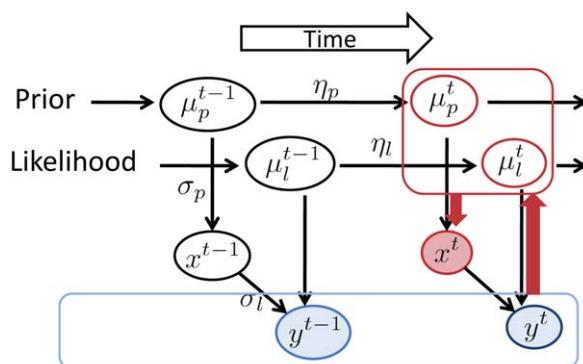 Time
Prior
μ_p^{t-1} η_p μ_p^t
Likelihood
μ_l^{t-1} η_l μ_l^t
σ_p
x^{t-1} x^t
σ_l
y^{t-1} y^t